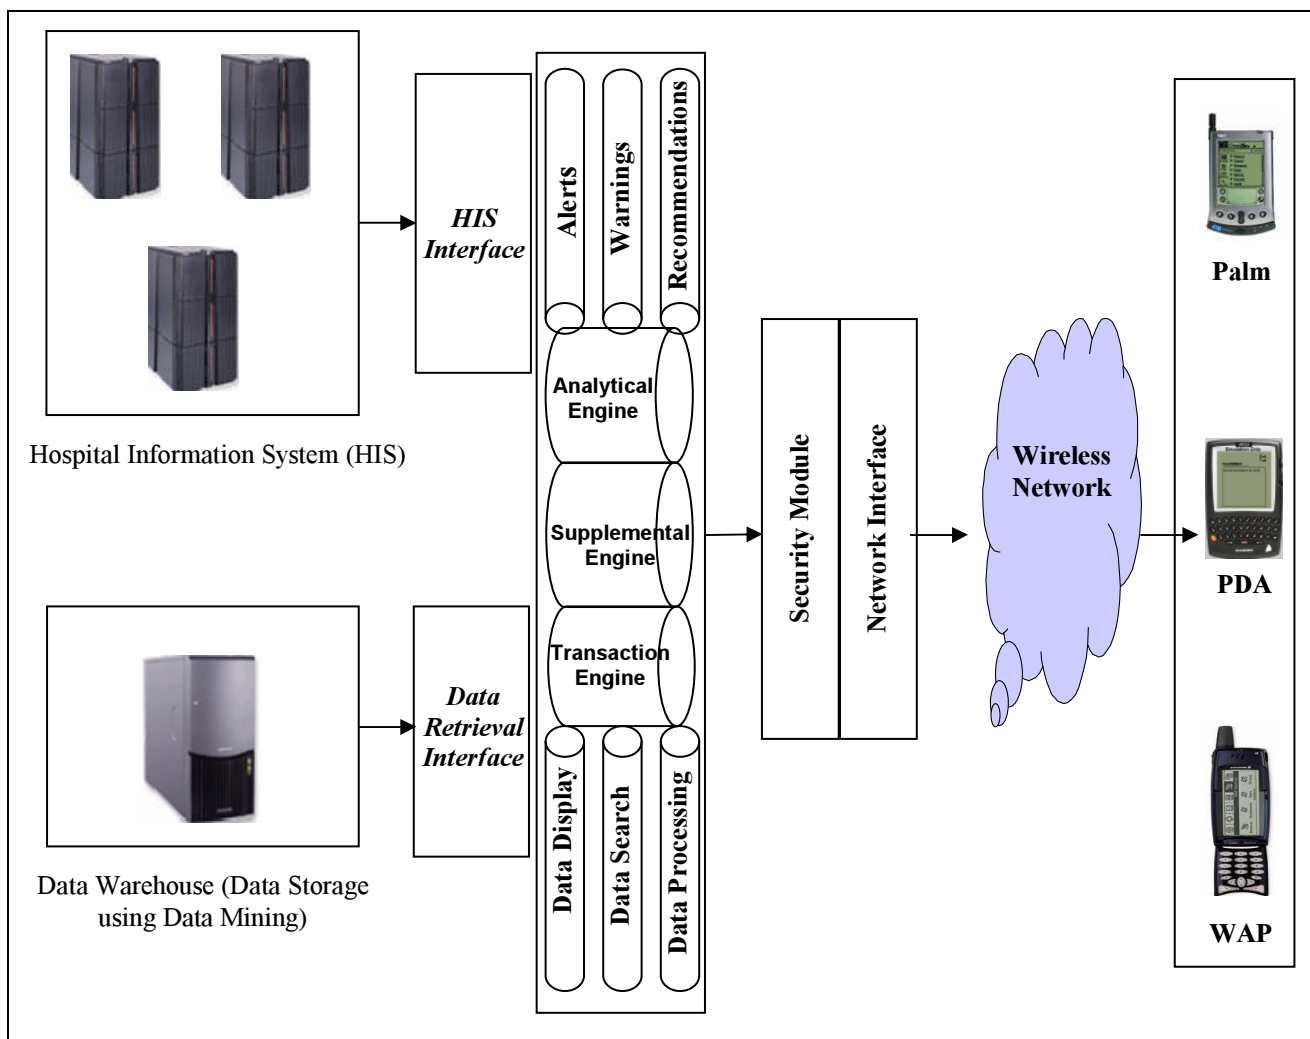 Hospital Information System (HIS)
Data Warehouse (Data Storage
using Data Mining)
HIS
Interface
Data
Retrieval
Interface
Alerts
Warnings
Recommendations
Analytical
Engine
Supplemental
Engine
Transaction
Engine
Data Display
Data Search
Data Processing
Security Module
Network Interface
Wireless
Network
Palm
PDA
WAP